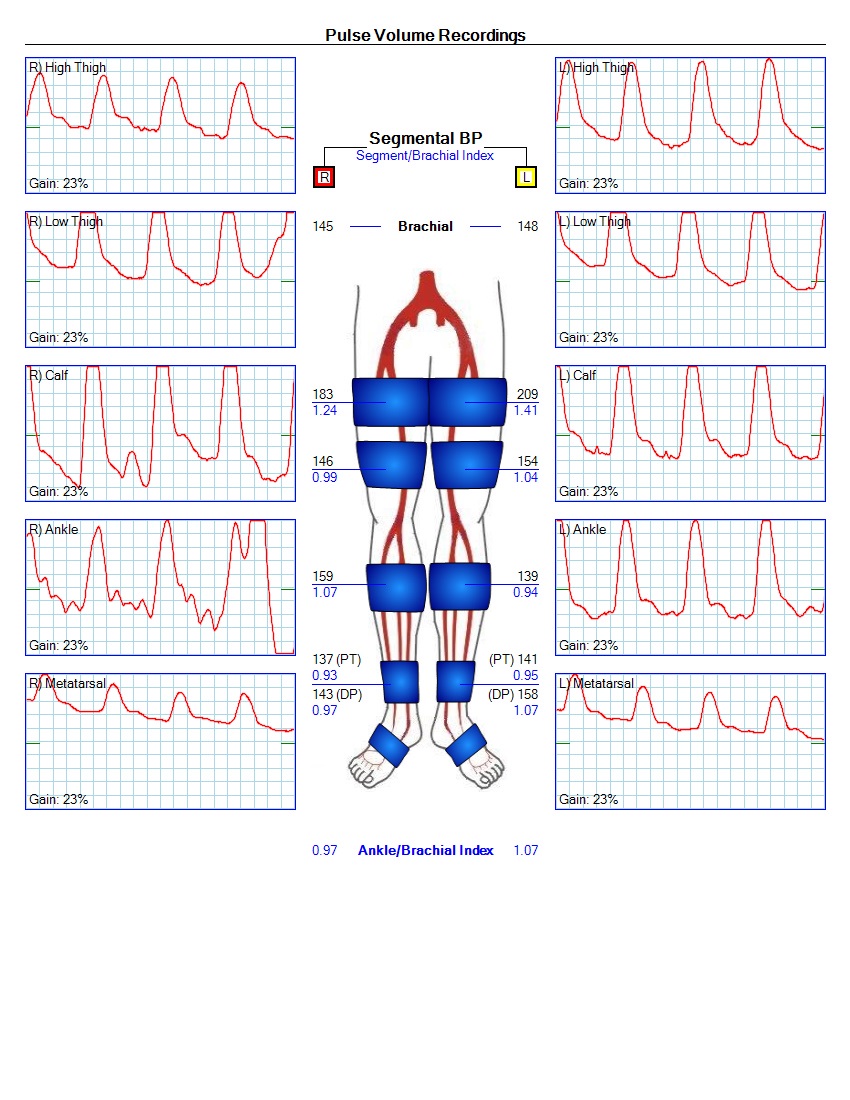 Pulse Volume Recordings
R) High Thigh
Gain: 23%
L) High Thigh
Gain: 23%
Segmental BP
Segment/Brachial Index
R
L
R) Low Thigh
Gain: 23%
145 Brachial 148
L) Low Thigh
Gain: 23%
R) Calf
Gain: 23%
183 209
1.24 1.41
146 154
0.99 1.04
L) Calf
Gain: 23%
R) Ankle
Gain: 23%
159 139
1.07 0.94
L) Ankle
Gain: 23%
137 (PT) (PT) 141
0.93 0.95
143 (DP) (DP) 158
0.97 1.07
R) Metatarsal
Gain: 23%
L) Metatarsal
Gain: 23%
0.97 Ankle/Brachial Index 1.07